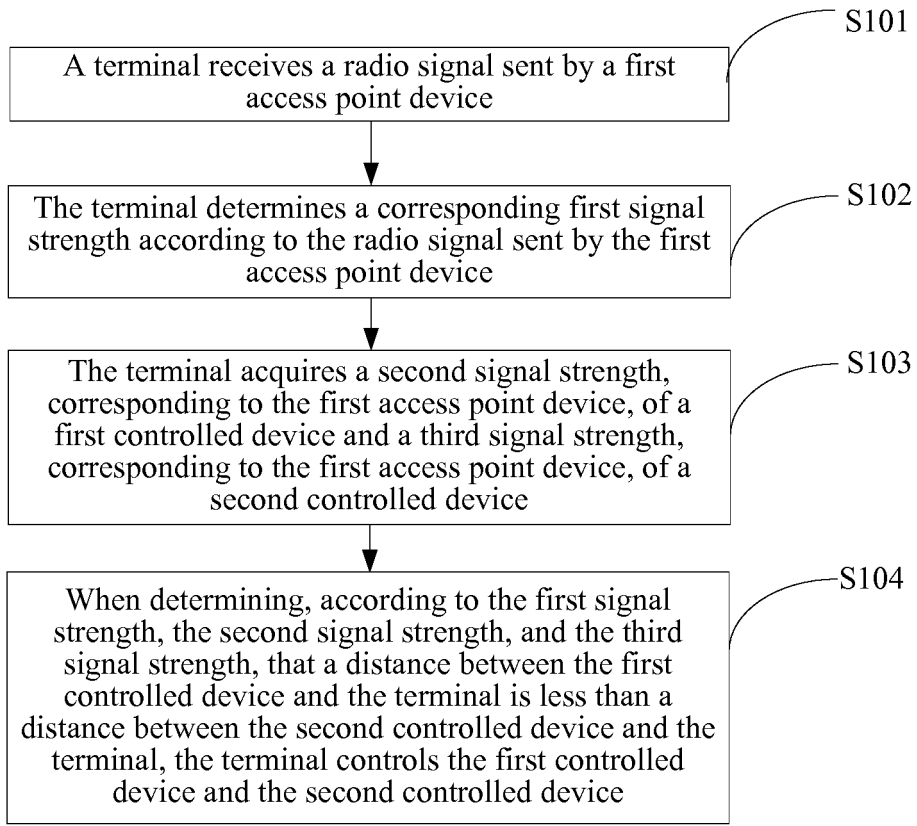 S101
A terminal receives a radio signal sent by a first
access point device
S102
The terminal determines a corresponding first signal
strength according to the radio signal sent by the first
access point device
S103
The terminal acquires a second signal strength,
corresponding to the first access point device, of a
first controlled device and a third signal strength,
corresponding to the first access point device, of a
second controlled device
S104
When determining, according to the first signal
strength, the second signal strength, and the third
signal strength, that a distance between the first
controlled device and the terminal is less than a
distance between the second controlled device and the
terminal, the terminal controls the first controlled
device and the second controlled device